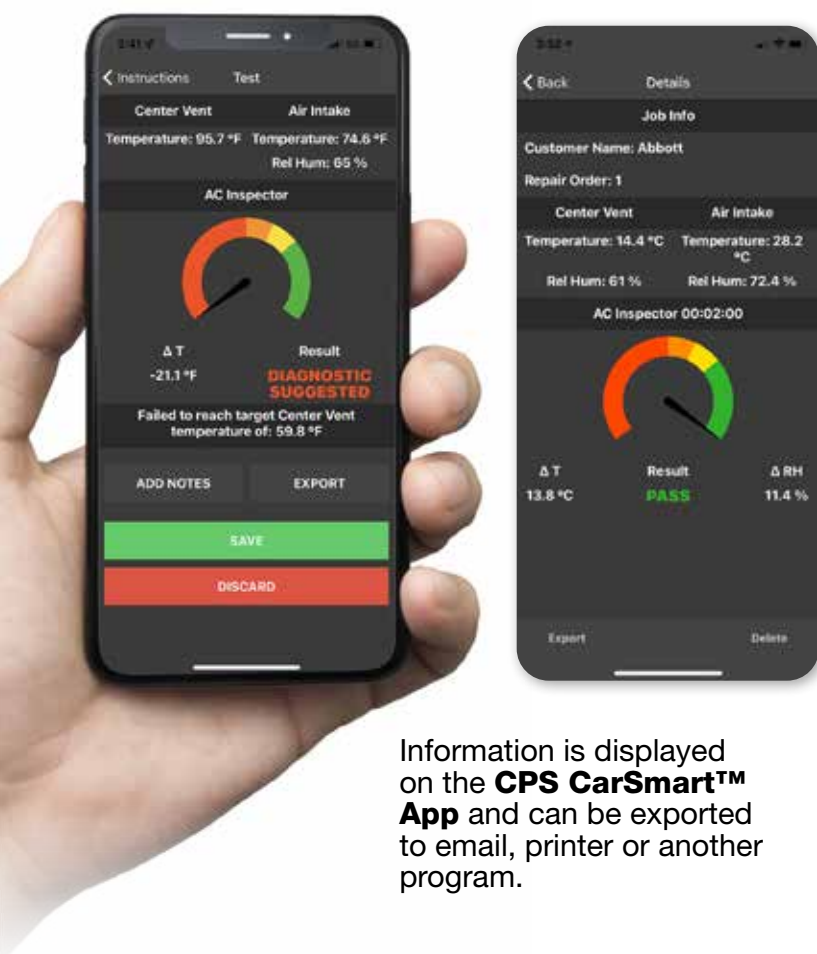 Instructions Test
Center Vent Air Intake
Temperature: 95.7 °F Temperature: 74.6 °F
Rel Hum: 65 %
AC Inspector
Δ T Result
-21.1 °F DIAGNOSTIC
SUGGESTED
Failed to reach target Center Vent
temperature of: 59.8 °F
ADD NOTES EXPORT
SAVE
DISCARD
Back Details
Job Info
Customer Name: Abbott
Repair Order: 1
Center Vent Air Intake
Temperature: 14.4 °C Temperature: 28.2
°C
Rel Hum: 61 % Rel Hum: 72.4 %
AC Inspector 00:02:00
Δ T Result Δ RH
13.8 °C PASS 11.4 %
Export Delete
Information is displayed
on the CPS CarSmart™
App and can be exported
to email, printer or another
program.